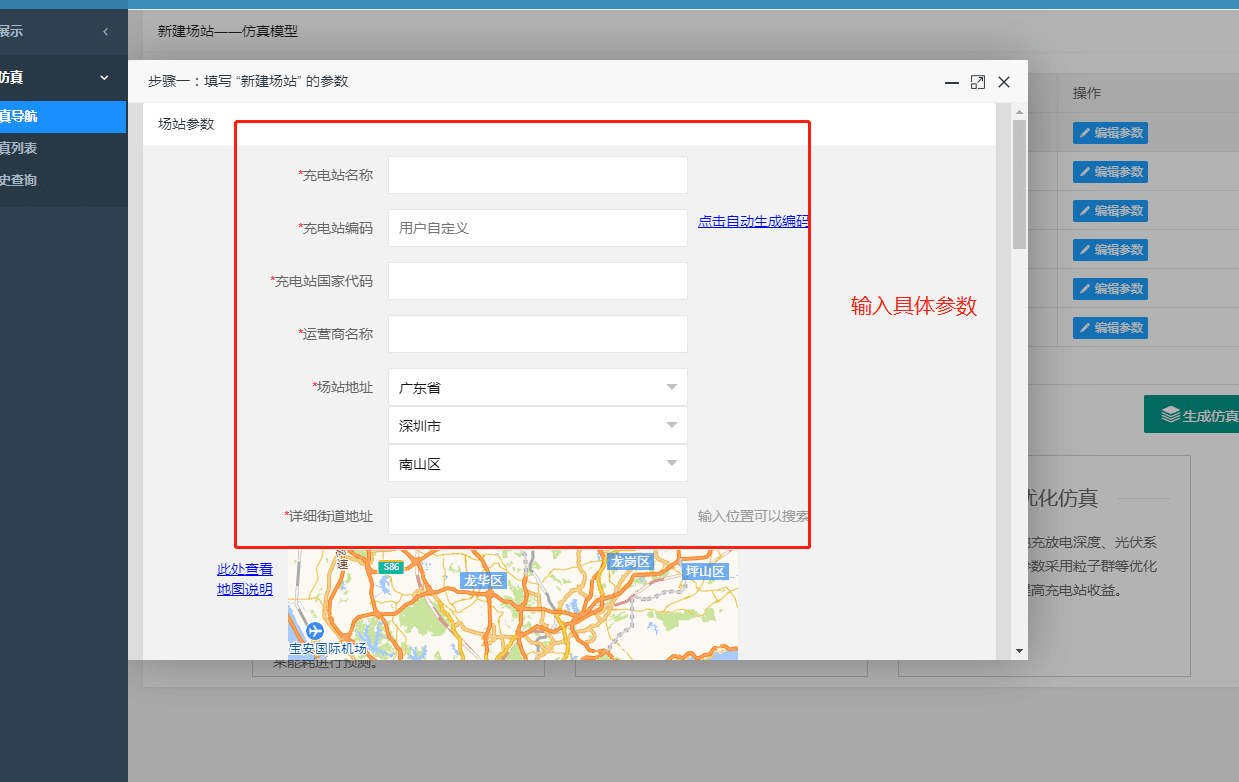 展示
仿真
真导航
真列表
史查询
新建场站——仿真模型
步骤一：填写 “新建场站” 的参数
场站参数
*充电站名称
*充电站编码
用户自定义
点击自动生成编码
*充电站国家代码
*运营商名称
*场站地址
广东省
深圳市
南山区
*详细街道地址
输入位置可以搜索
输入具体参数
此处查看
地图说明
S86
龙华区
龙岗区
坪山区
宝安国际机场
来能耗进行预测。
操作
编辑参数
编辑参数
编辑参数
编辑参数
编辑参数
编辑参数
生成仿真
优化仿真
充放电深度、光伏系
参数采用粒子群等优化
提高充电站收益。